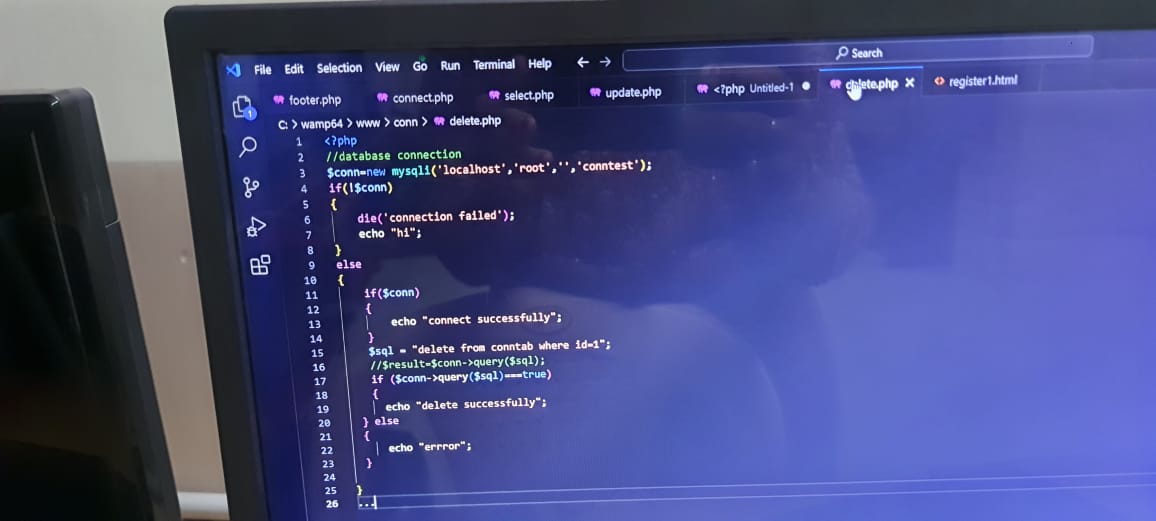 File Edit Selection View Go Run Terminal Help ← → Search
footer.php connect.php select.php update.php <?php Untitled-1 ● delete.php × <> register1.html
1
C: > wamp64 > www > conn > delete.php
1 <?php
2 //database connection
3 $conn=new mysqli('localhost','root','','conntest');
4 if(!$conn)
5 {
6 die('connection failed');
7 echo "hi";
8 }
9 else
10 {
11 if($conn)
12 {
13 echo "connect successfully";
14 }
15 $sql = "delete from conntab where id=1";
16 //$result=$conn->query($sql);
17 if ($conn->query($sql)===true)
18 {
19 echo "delete successfully";
20 } else
21 {
22 echo "errror";
23 }
24
25 }
26 ...